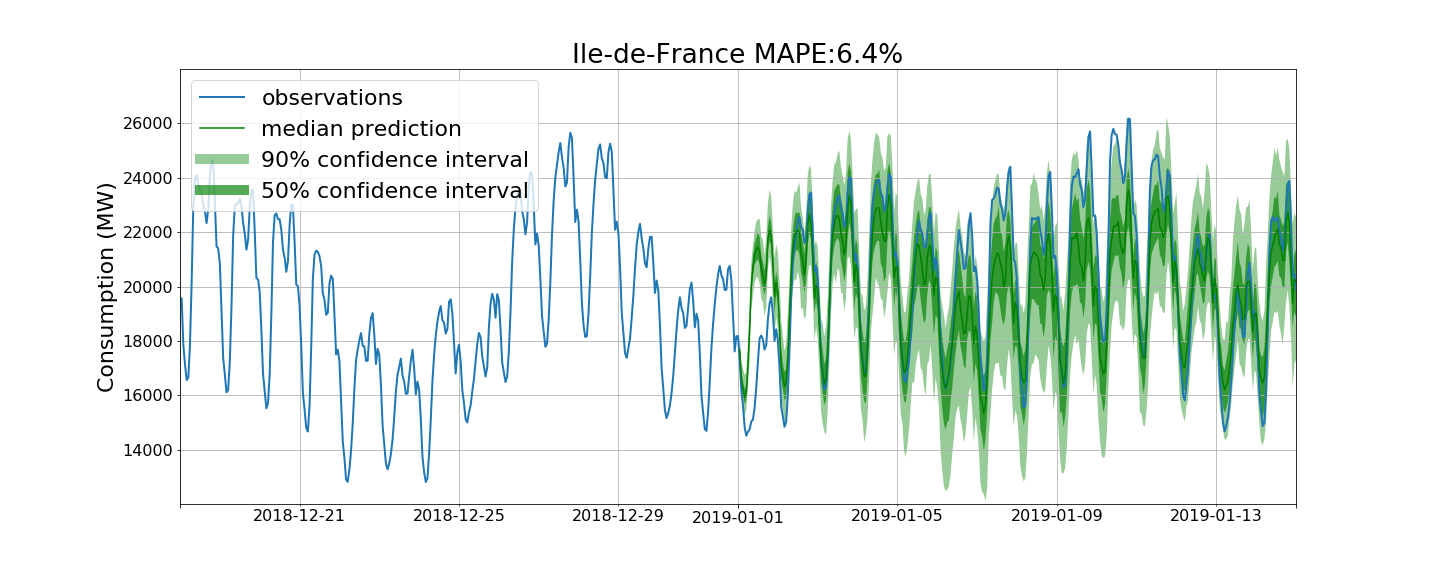 Ile-de-France MAPE:6.4%
observations
median prediction
90% confidence interval
50% confidence interval
Consumption (MW)
26000
24000
22000
20000
18000
16000
14000
2018-12-21
2018-12-25
2018-12-29
2019-01-01
2019-01-05
2019-01-09
2019-01-13